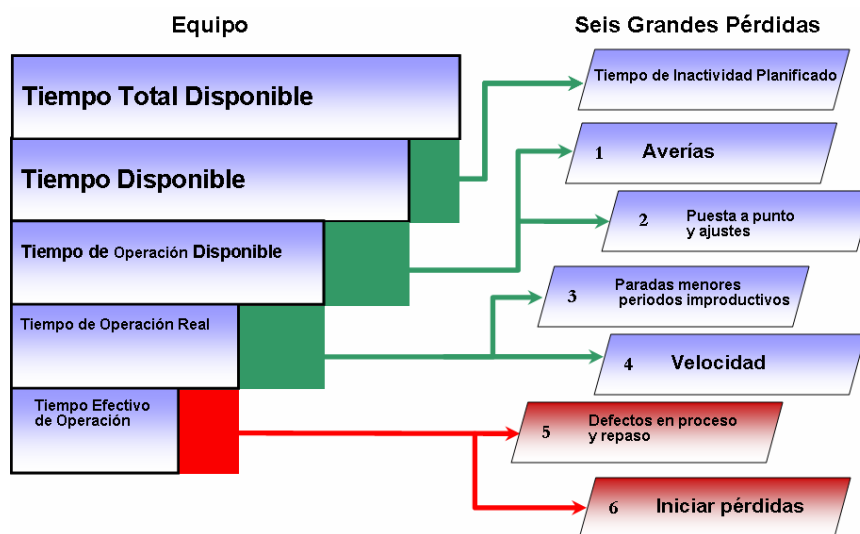 Equipo
Seis Grandes Pérdidas
Tiempo Total Disponible
Tiempo de Inactividad Planificado
Tiempo Disponible
1 Averías
2 Puesta a punto
y ajustes
Tiempo de Operación Disponible
3 Paradas menores
periodos improductivos
Tiempo de Operación Real
4 Velocidad
Tiempo Efectivo
de Operación
5 Defectos en proceso
y repaso
6 Iniciar pérdidas